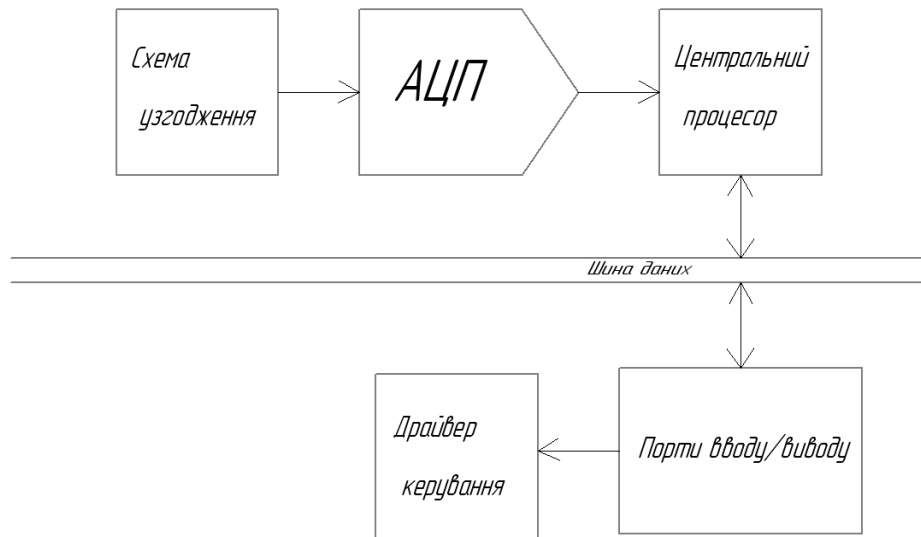 Схема
узгодження
АЦП
Центральний
процесор
Шина даних
Драйвер
керування
Порти вводу/виводу